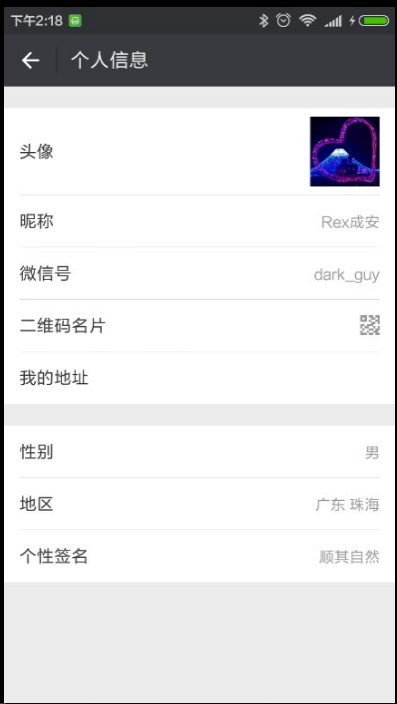 下午2:18
个人信息
头像
昵称 Rex成安
微信号 dark_guy
二维码名片
我的地址
性别 男
地区 广东 珠海
个性签名 顺其自然